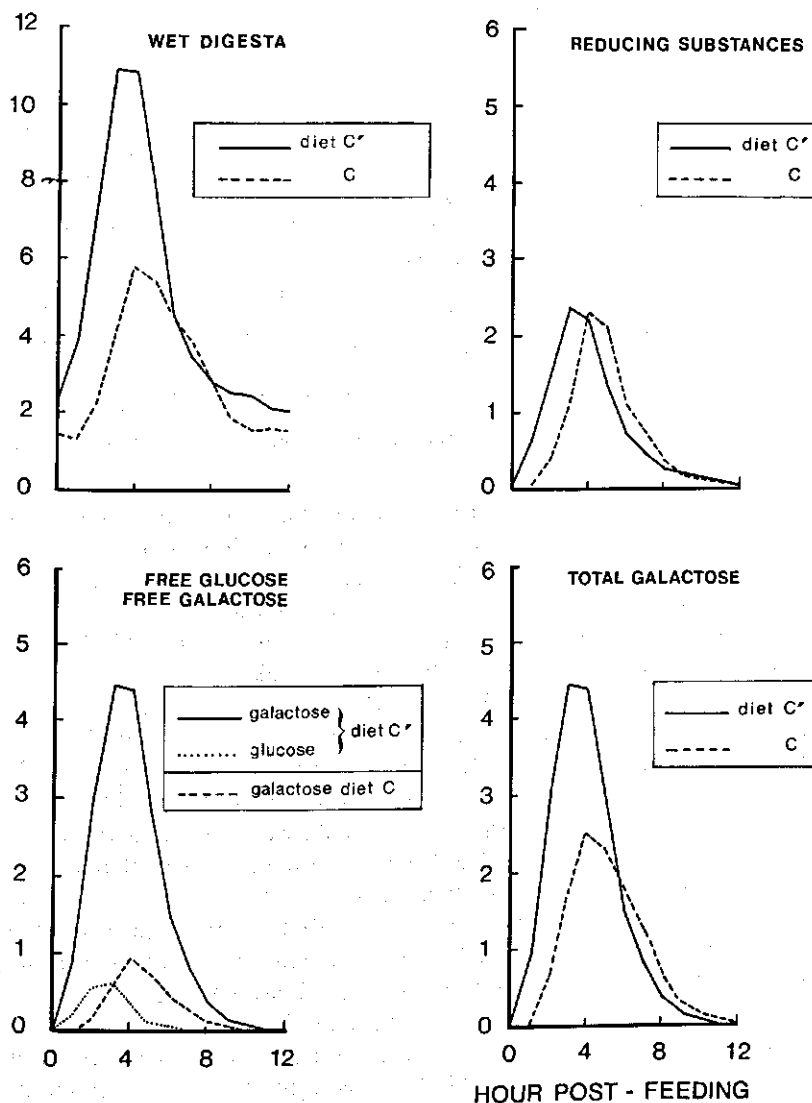 WET DIGESTA
12
10
8
6
4
2
0
diet C″
C
REDUCING SUBSTANCES
6
5
4
3
2
1
0
diet C″
C
4
8
12
FREE GLUCOSE
FREE GALACTOSE
6
5
4
3
2
1
0
galactose
glucose
diet C″
galactose diet C
0
4
8
12
TOTAL GALACTOSE
6
5
4
3
2
1
0
diet C″
C
0
4
8
12
HOUR POST - FEEDING